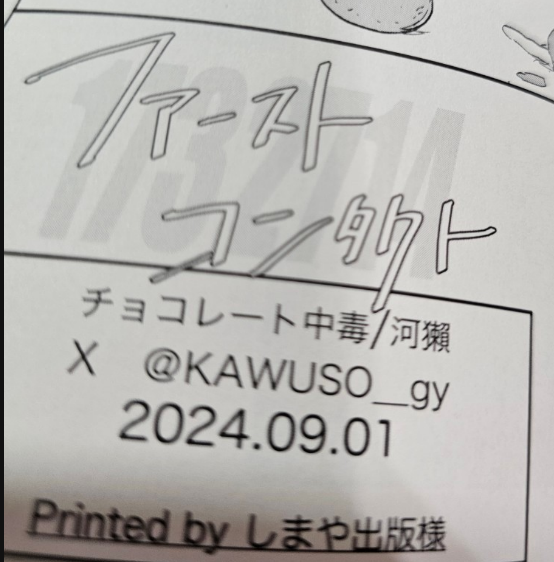 ファースト
コンタクト
チョコレート中毒/河獺
X @KAWUSO__gy
2024.09.01
Printed by しまや出版様